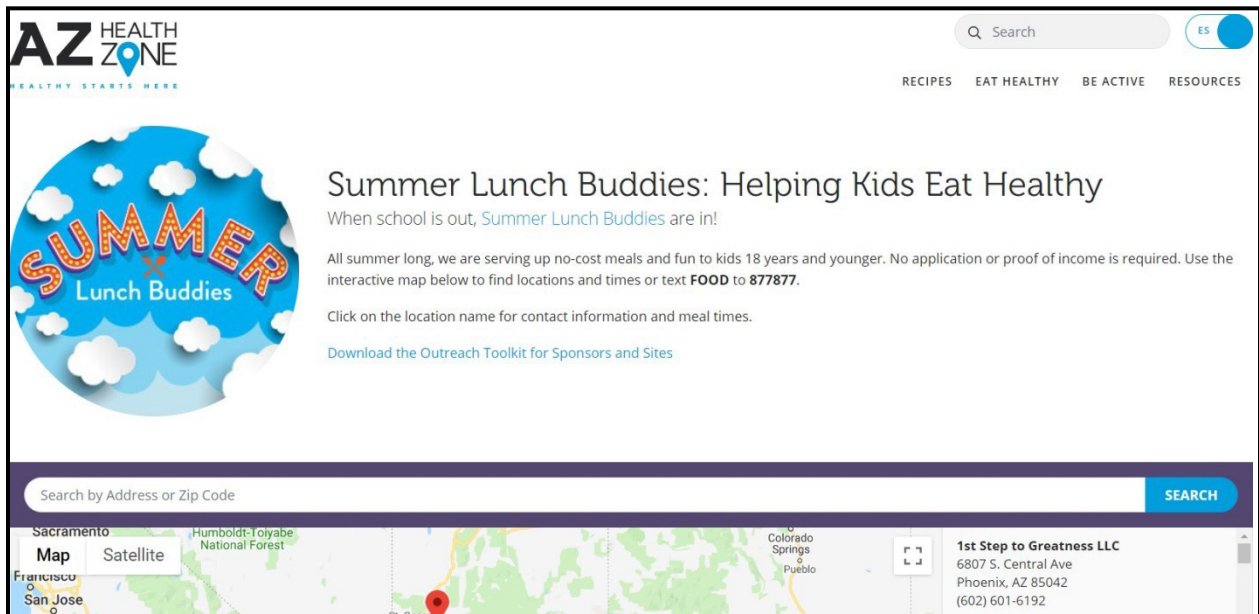 AZ HEALTH ZONE
HEALTHY STARTS HERE
Search
ES
RECIPES EAT HEALTHY BE ACTIVE RESOURCES
SUMMER
Lunch Buddies
Summer Lunch Buddies: Helping Kids Eat Healthy
When school is out, Summer Lunch Buddies are in!
All summer long, we are serving up no-cost meals and fun to kids 18 years and younger. No application or proof of income is required. Use the
interactive map below to find locations and times or text FOOD to 877877.
Click on the location name for contact information and meal times.
Download the Outreach Toolkit for Sponsors and Sites
Search by Address or Zip Code
SEARCH
Sacramento
Humboldt-Toiyabe
National Forest
Map Satellite
Francisco
San Jose
Colorado
Springs
Pueblo
1st Step to Greatness LLC
6807 S. Central Ave
Phoenix, AZ 85042
(602) 601-6192